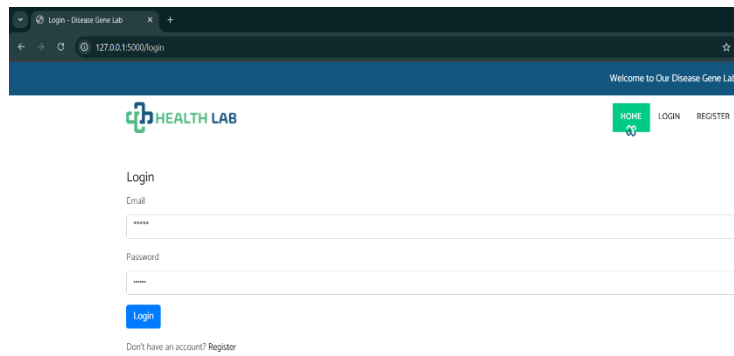 Login - Disease Gene Lab
127.0.0.1:5000/login
Welcome to Our Disease Gene Lab
HEALTH LAB
HOME LOGIN REGISTER
Login
Email
*****
Password
Login
Don't have an account? Register